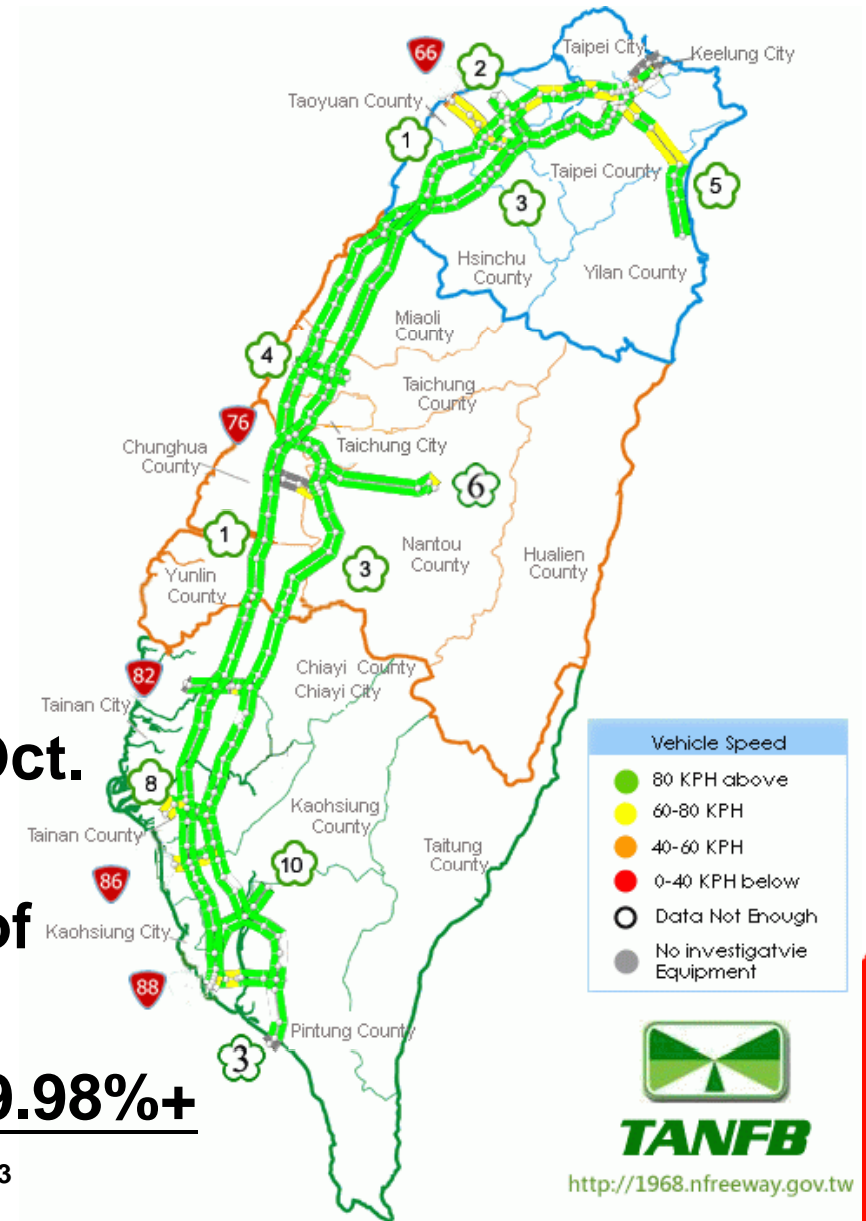 66
2
Taipei City
Keelung City
Taoyuan County
1
Taipei County
5
3
Hsinchu
County
Yilan County
Miaoli
County
4
Taichung
County
76
Taichung City
Chunghua
County
6
1
Nantou
County
Hualien
County
3
Yunlin
County
Chiayi County
Chiayi City
82
Tainan City
Oct.
8
Kaohsiung
County
Tainan County
Taitung
County
10
86
of
Kaohsiung City
88
Pintung County
3
9.98%+
3
Vehicle Speed
80 KPH above
60-80 KPH
40-60 KPH
0-40 KPH below
Data Not Enough
No investigatvie
Equipment
TANFB
http://1968.nfreeway.gov.tw